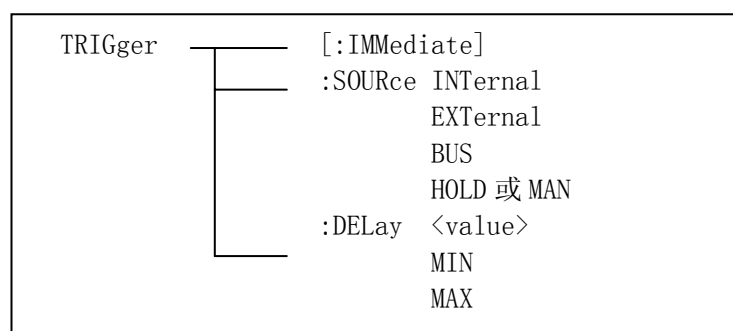 TRIGger [:IMMediate]
:SOURce INTernal
EXTernal
BUS
HOLD 或 MAN
:DELay <value>
MIN
MAX